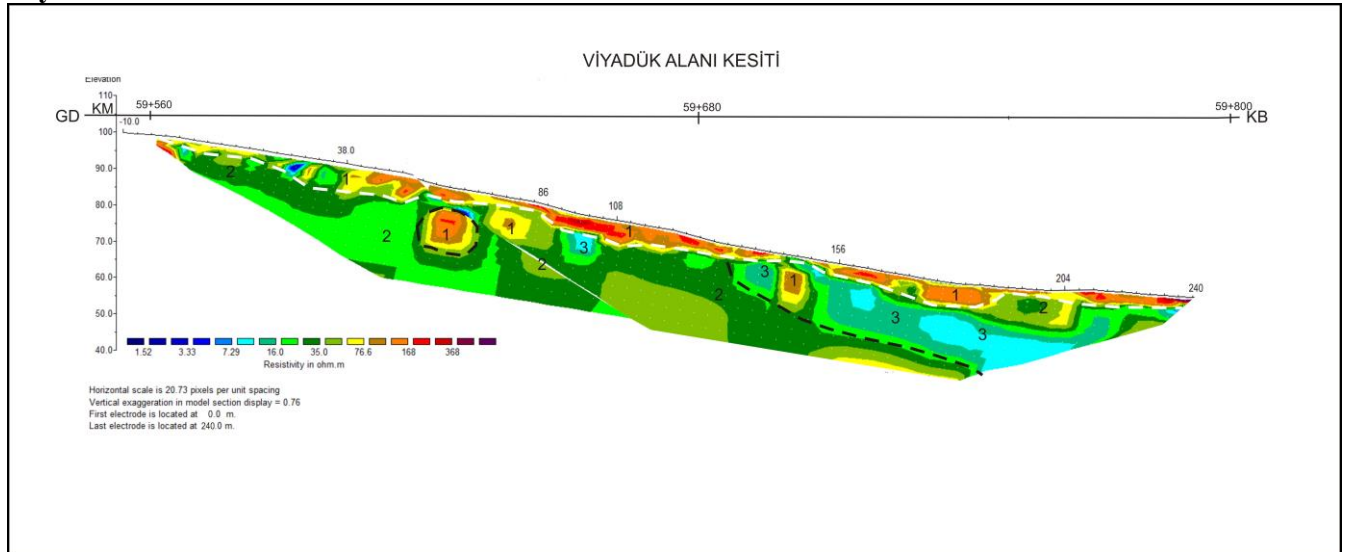 VİYADÜK ALANI KESİTİ
Elevation
GD KM 59+560 59+680 59+800 KB
110
-10.0
100
38.0
90.0
86
108
80.0
70.0
156
60.0
204
240
50.0
40.0
2 1 1 1 1 3 2 2 3 1 2 1 2 3 3
1.52 3.33 7.29 16.0 35.0 76.6 168 368
Resistivity in ohm.m
Horizontal scale is 20.73 pixels per unit spacing
Vertical exaggeration in model section display = 0.76
First electrode is located at 0.0 m.
Last electrode is located at 240.0 m.